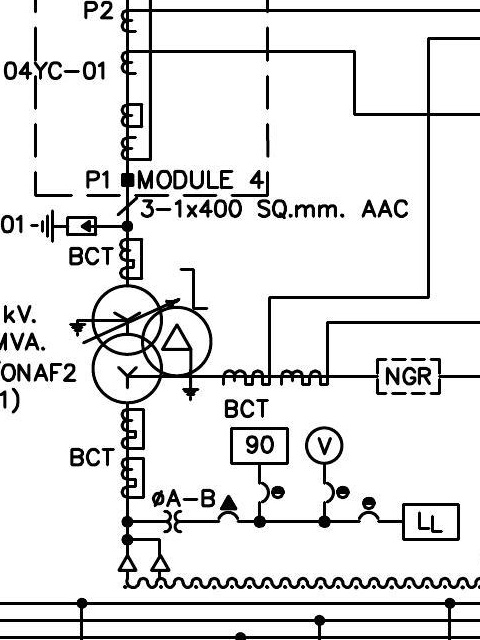 P2
04YC-01
P1 MODULE 4
3-1x400 SQ.mm. AAC
01
BCT
kV.
MVA.
ONAF2
1)
NGR
BCT
90
V
BCT
ØA-B
LL